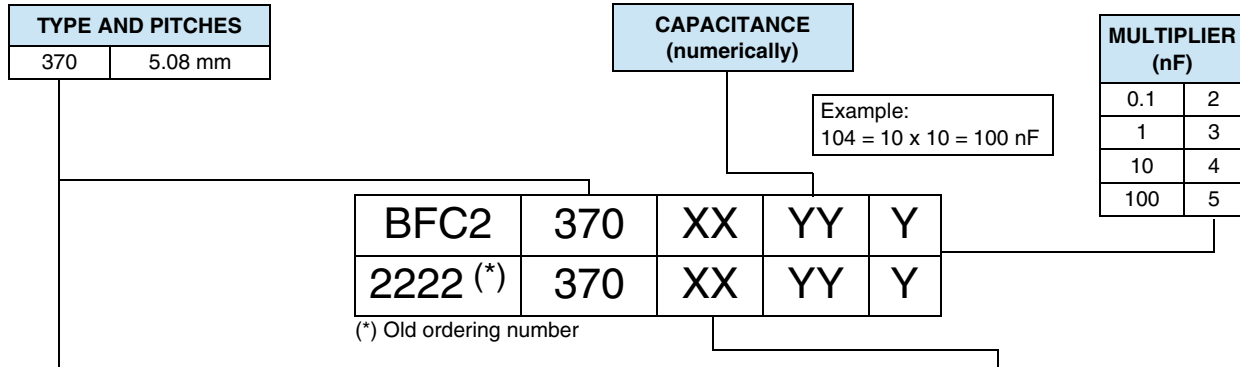 TYPE AND PITCHES
370 5.08 mm
CAPACITANCE
(numerically)
MULTIPLIER
(nF)
0.1 2
1 3
10 4
100 5
Example:
104 = 10 x 10 = 100 nF
BFC2 370 XX YY Y
2222 (*) 370 XX YY Y
(*) Old ordering number